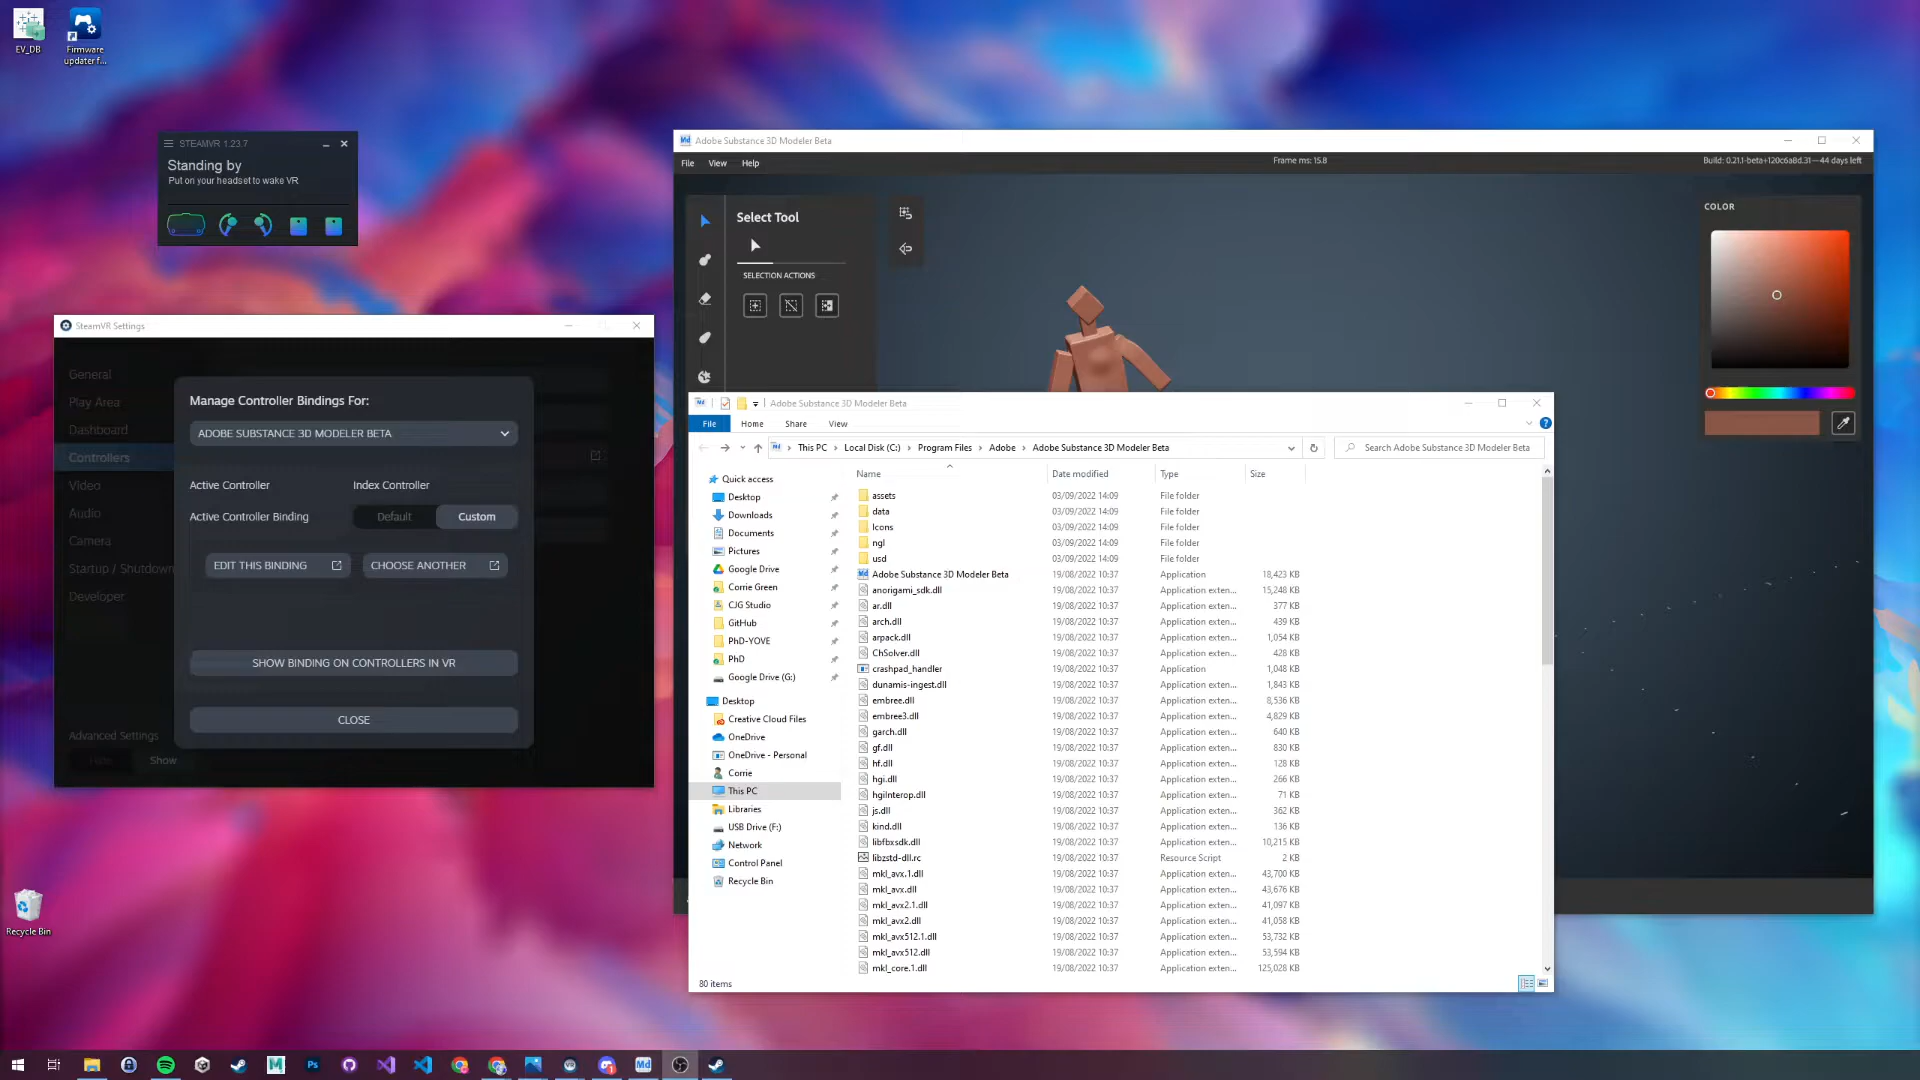 EV_DB
Firmware
updater f...
STEAMVR 1.23.7
Standing by
Put on your headset to wake VR
SteamVR Settings
General
Play Area
Dashboard
Controllers
Video
Audio
Camera
Startup / Shutdown
Developer
Advanced Settings
Hide
Show
Manage Controller Bindings For:
ADOBE SUBSTANCE 3D MODELER BETA
Active Controller
Index Controller
Active Controller Binding
Default
Custom
EDIT THIS BINDING
CHOOSE ANOTHER
SHOW BINDING ON CONTROLLERS IN VR
CLOSE
Recycle Bin
Adobe Substance 3D Modeler Beta
File View Help
Frame ms: 15.8
Build: 0.21.1-beta+120c6a8d.31—44 days left
Select Tool
SELECTION ACTIONS
COLOR
Adobe Substance 3D Modeler Beta
File Home Share View
This PC Local Disk (C:) Program Files Adobe Adobe Substance 3D Modeler Beta
Search Adobe Substance 3D Modeler Beta
Quick access
Desktop
Downloads
Documents
Pictures
Google Drive
Corrie Green
CJG Studio
GitHub
PhD-YOVE
PhD
Google Drive (G:)
Desktop
Creative Cloud Files
OneDrive
OneDrive - Personal
Corrie
This PC
Libraries
USB Drive (F:)
Network
Control Panel
Recycle Bin
Name Date modified Type Size
assets 03/09/2022 14:09 File folder
data 03/09/2022 14:09 File folder
Icons 03/09/2022 14:09 File folder
ngl 03/09/2022 14:09 File folder
usd 03/09/2022 14:09 File folder
Adobe Substance 3D Modeler Beta 19/08/2022 10:37 Application 18,423 KB
anorigami_sdk.dll 19/08/2022 10:37 Application exten... 15,248 KB
ar.dll 19/08/2022 10:37 Application exten... 377 KB
arch.dll 19/08/2022 10:37 Application exten... 439 KB
arpack.dll 19/08/2022 10:37 Application exten... 1,054 KB
ChSolver.dll 19/08/2022 10:37 Application exten... 428 KB
crashpad_handler 19/08/2022 10:37 Application 1,048 KB
dunamis-ingest.dll 19/08/2022 10:37 Application exten... 1,843 KB
embree.dll 19/08/2022 10:37 Application exten... 8,536 KB
embree3.dll 19/08/2022 10:37 Application exten... 4,829 KB
garch.dll 19/08/2022 10:37 Application exten... 640 KB
gf.dll 19/08/2022 10:37 Application exten... 830 KB
hf.dll 19/08/2022 10:37 Application exten... 128 KB
hgi.dll 19/08/2022 10:37 Application exten... 266 KB
hgiInterop.dll 19/08/2022 10:37 Application exten... 71 KB
js.dll 19/08/2022 10:37 Application exten... 362 KB
kind.dll 19/08/2022 10:37 Application exten... 136 KB
libfbxsdk.dll 19/08/2022 10:37 Application exten... 10,215 KB
libzstd-dll.rc 19/08/2022 10:37 Resource Script 2 KB
mkl_avx.1.dll 19/08/2022 10:37 Application exten... 43,700 KB
mkl_avx.dll 19/08/2022 10:37 Application exten... 43,676 KB
mkl_avx2.1.dll 19/08/2022 10:37 Application exten... 41,097 KB
mkl_avx2.dll 19/08/2022 10:37 Application exten... 41,058 KB
mkl_avx512.1.dll 19/08/2022 10:37 Application exten... 53,732 KB
mkl_avx512.dll 19/08/2022 10:37 Application exten... 53,594 KB
mkl_core.1.dll 19/08/2022 10:37 Application exten... 125,028 KB
80 items
M Ps Md